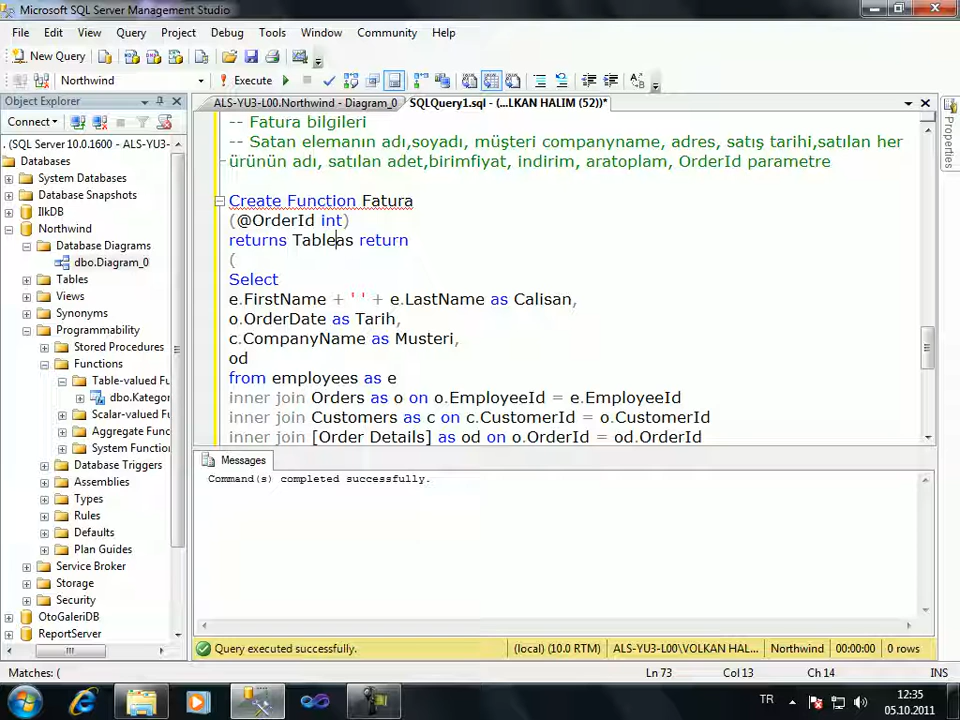 Microsoft SQL Server Management Studio
File Edit View Query Project Debug Tools Window Community Help
New Query
Northwind Execute
Object Explorer
ALS-YU3-L00.Northwind - Diagram_0 SQLQuery1.sql - (...LKAN HALIM (52))*
Connect
. (SQL Server 10.0.1600 - ALS-YU3-
Databases
System Databases
Database Snapshots
IlkDB
Northwind
Database Diagrams
dbo.Diagram_0
Tables
Views
Synonyms
Programmability
Stored Procedures
Functions
Table-valued Fu
dbo.Kategor
Scalar-valued F
Aggregate Func
System Function
Database Triggers
Assemblies
Types
Rules
Defaults
Plan Guides
Service Broker
Storage
Security
OtoGaleriDB
ReportServer
-- Fatura bilgileri
-- Satan elemanın adı,soyadı, müşteri companyname, adres, satış tarihi,satılan her
ürünün adı, satılan adet,birimfiyat, indirim, aratoplam, OrderId parametre
Create Function Fatura
(@OrderId int)
returns Tableas return
(
Select
e.FirstName + ' ' + e.LastName as Calisan,
o.OrderDate as Tarih,
c.CompanyName as Musteri,
od
from employees as e
inner join Orders as o on o.EmployeeId = e.EmployeeId
inner join Customers as c on c.CustomerId = o.CustomerId
inner join [Order Details] as od on o.OrderId = od.OrderId
Properties
Messages
Command(s) completed successfully.
Query executed successfully. (local) (10.0 RTM) ALS-YU3-L00\VOLKAN HAL... Northwind 00:00:00 0 rows
Matches: ( Ln 73 Col 13 Ch 14 INS
TR 12:35
05.10.2011